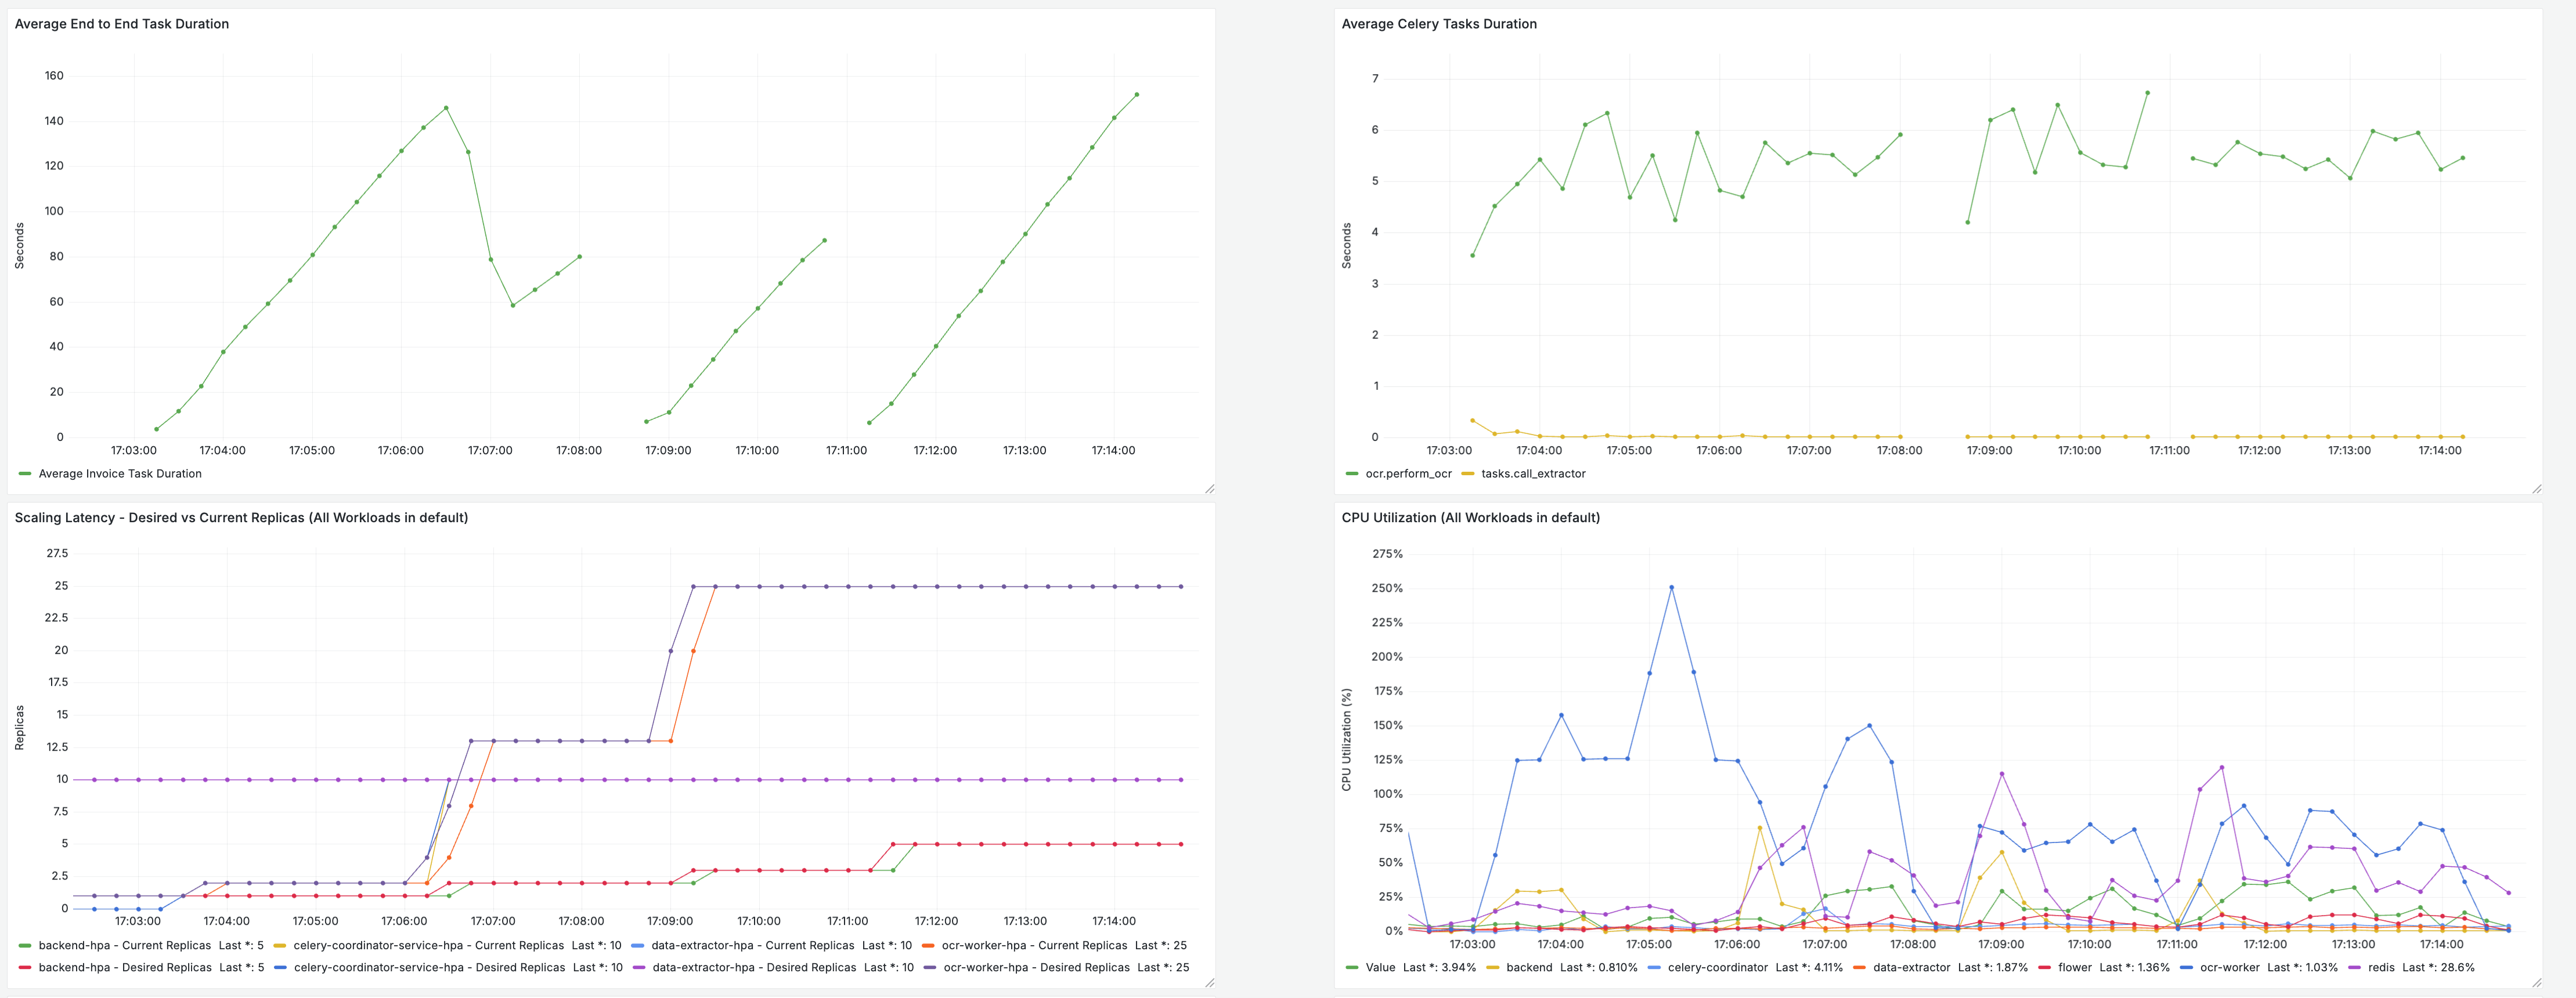 Average End to End Task Duration
160
140
120
100
80
60
40
20
0
Seconds
17:03:00 17:04:00 17:05:00 17:06:00 17:07:00 17:08:00 17:09:00 17:10:00 17:11:00 17:12:00 17:13:00 17:14:00
Average Invoice Task Duration
Average Celery Tasks Duration
7
6
5
4
3
2
1
0
Seconds
17:03:00 17:04:00 17:05:00 17:06:00 17:07:00 17:08:00 17:09:00 17:10:00 17:11:00 17:12:00 17:13:00 17:14:00
ocr.perform_ocr tasks.call_extractor
Scaling Latency - Desired vs Current Replicas (All Workloads in default)
27.5
25
22.5
20
17.5
15
12.5
10
7.5
5
2.5
0
Replicas
17:03:00 17:04:00 17:05:00 17:06:00 17:07:00 17:08:00 17:09:00 17:10:00 17:11:00 17:12:00 17:13:00 17:14:00
backend-hpa - Current Replicas Last *: 5 celery-coordinator-service-hpa - Current Replicas Last *: 10 data-extractor-hpa - Current Replicas Last *: 10 ocr-worker-hpa - Current Replicas Last *: 25
backend-hpa - Desired Replicas Last *: 5 celery-coordinator-service-hpa - Desired Replicas Last *: 10 data-extractor-hpa - Desired Replicas Last *: 10 ocr-worker-hpa - Desired Replicas Last *: 25
CPU Utilization (All Workloads in default)
275%
250%
225%
200%
175%
150%
125%
100%
75%
50%
25%
0%
CPU Utilization (%)
17:03:00 17:04:00 17:05:00 17:06:00 17:07:00 17:08:00 17:09:00 17:10:00 17:11:00 17:12:00 17:13:00 17:14:00
Value Last *: 3.94% backend Last *: 0.810% celery-coordinator Last *: 4.11% data-extractor Last *: 1.87% flower Last *: 1.36% ocr-worker Last *: 1.03% redis Last *: 28.6%